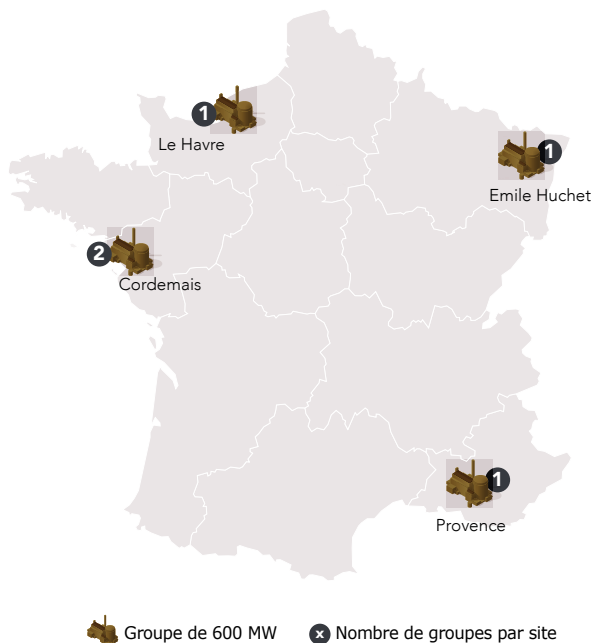 1
Le Havre
1
Emile Huchet
2
Cordemais
1
Provence
Groupe de 600 MW
x Nombre de groupes par site